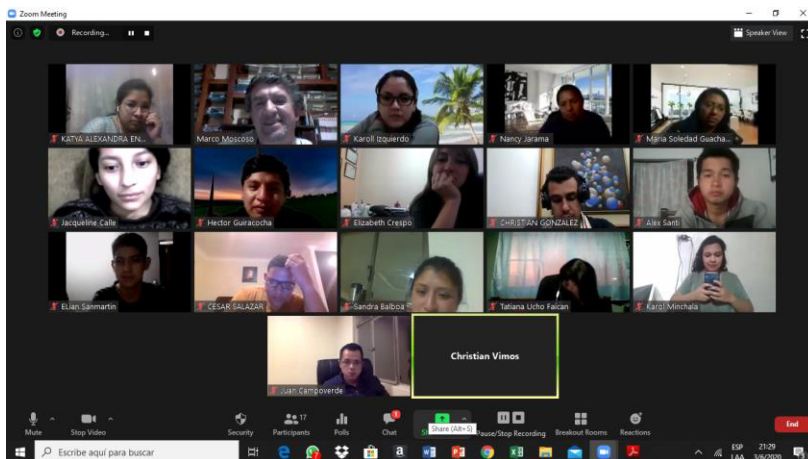 Zoom Meeting
Recording...
Speaker View
KATYA ALEXANDRA EN...
Marco Moscoso
Karoll Izquierdo
Nancy Jarama
Maria Soledad Guacha...
Jacqueline Calle
Hector Guiracocha
Elizabeth Crespo
CHRISTIAN GONZALEZ
Alex Santi
ELian Sanmartin
CESAR SALAZAR
Sandra Balboa
Tatiana Ucho Faican
Karol Minchala
Juan Campoverde
Christian Vimos
Mute
Stop Video
Security
17
Participants
Polls
1
Chat
Share (Alt+S)
Pause/Stop Recording
Breakout Rooms
Reactions
End
Escribe aquí para buscar
ESP
LAA
21:29
3/6/2020